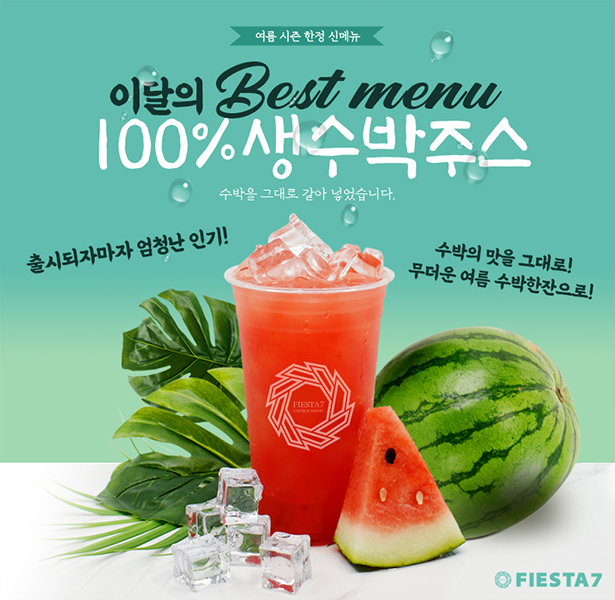 여름 시즌 한정 신메뉴
이달의 Best menu
100%생수박주스
수박을 그대로 갈아 넣었습니다.
출시되자마자 엄청난 인기!
수박의 맛을 그대로!
무더운 여름 수박한잔으로!
FIESTA7
FIESTA7